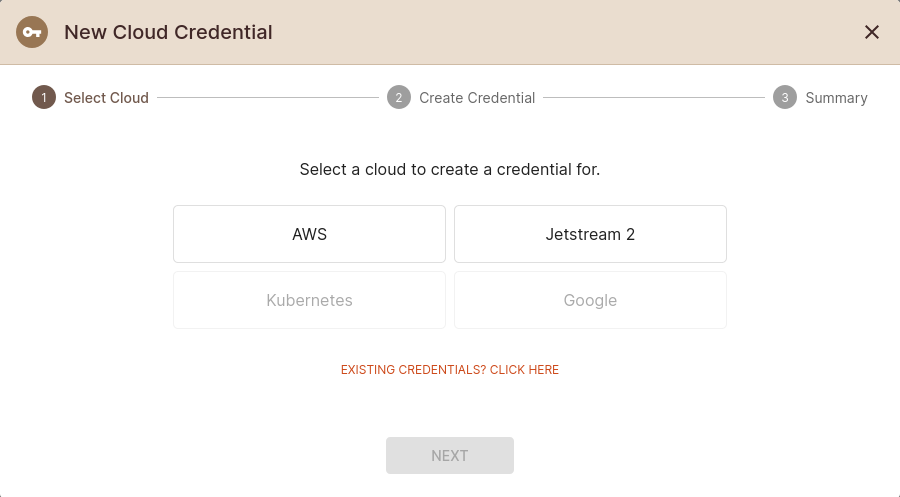 New Cloud Credential
1 Select Cloud 2 Create Credential 3 Summary
Select a cloud to create a credential for.
AWS Jetstream 2
Kubernetes Google
EXISTING CREDENTIALS? CLICK HERE
NEXT